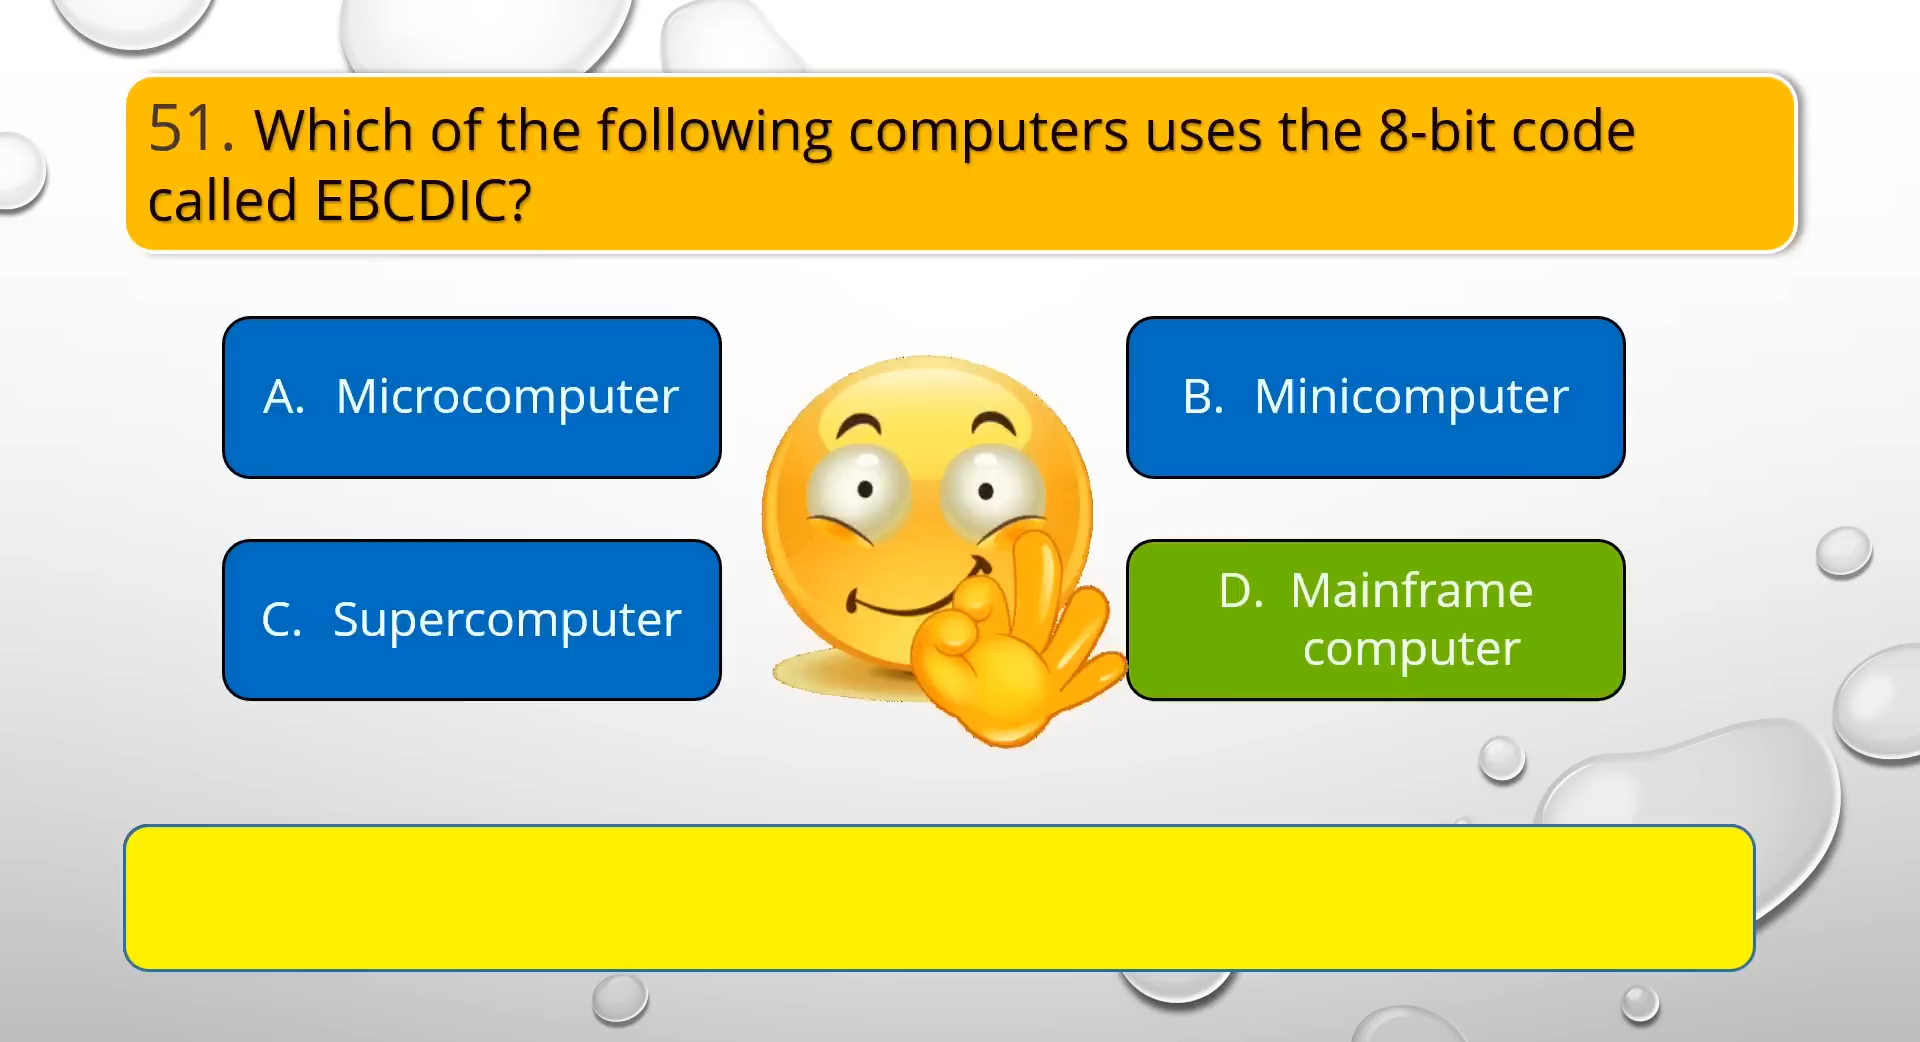 51. Which of the following computers uses the 8-bit code
called EBCDIC?
A. Microcomputer
B. Minicomputer
C. Supercomputer
D. Mainframe
computer